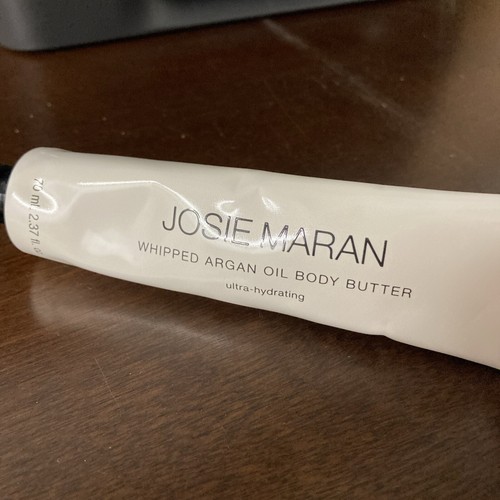 JOSIE MARAN
WHIPPED ARGAN OIL BODY BUTTER
ultra-hydrating
70 ml 2.37 fl.